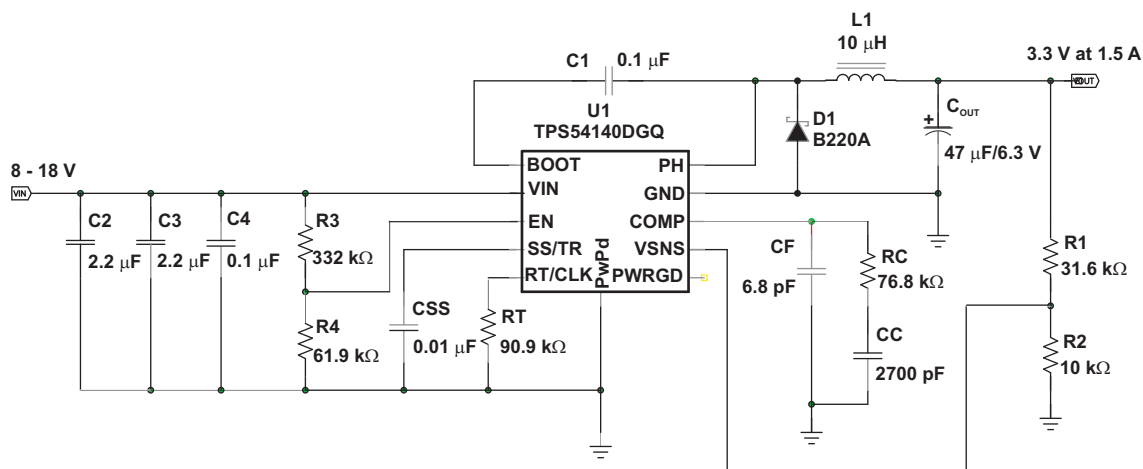 L1
10 μH
3.3 V at 1.5 A
C1
0.1 μF
VOUT
U1
TPS54140DGQ
D1
B220A
COUT
+
47 μF/6.3 V
8 - 18 V
VIN
BOOT
PH
VIN
GND
EN
COMP
SS/TR
VSNS
RT/CLK
PwPd
PWRGD
C2
2.2 μF
C3
2.2 μF
C4
0.1 μF
R3
332 kΩ
R4
61.9 kΩ
CSS
0.01 μF
RT
90.9 kΩ
CF
6.8 pF
RC
76.8 kΩ
CC
2700 pF
R1
31.6 kΩ
R2
10 kΩ